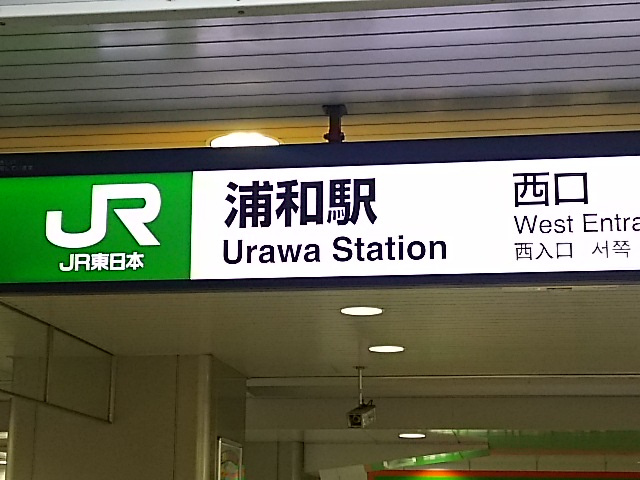 JR
JR東日本
浦和駅
Urawa Station
西口
West
西入口 서쪽